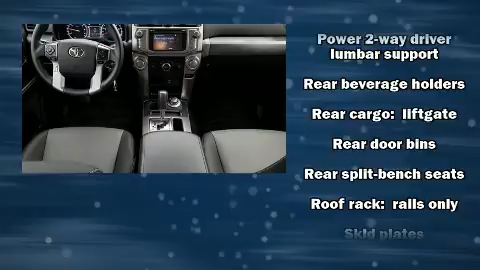 Power 2-way driver
lumbar support
Rear beverage holders
Rear cargo: liftgate
Rear door bins
Rear split-bench seats
Roof rack: rails only
Skid plates